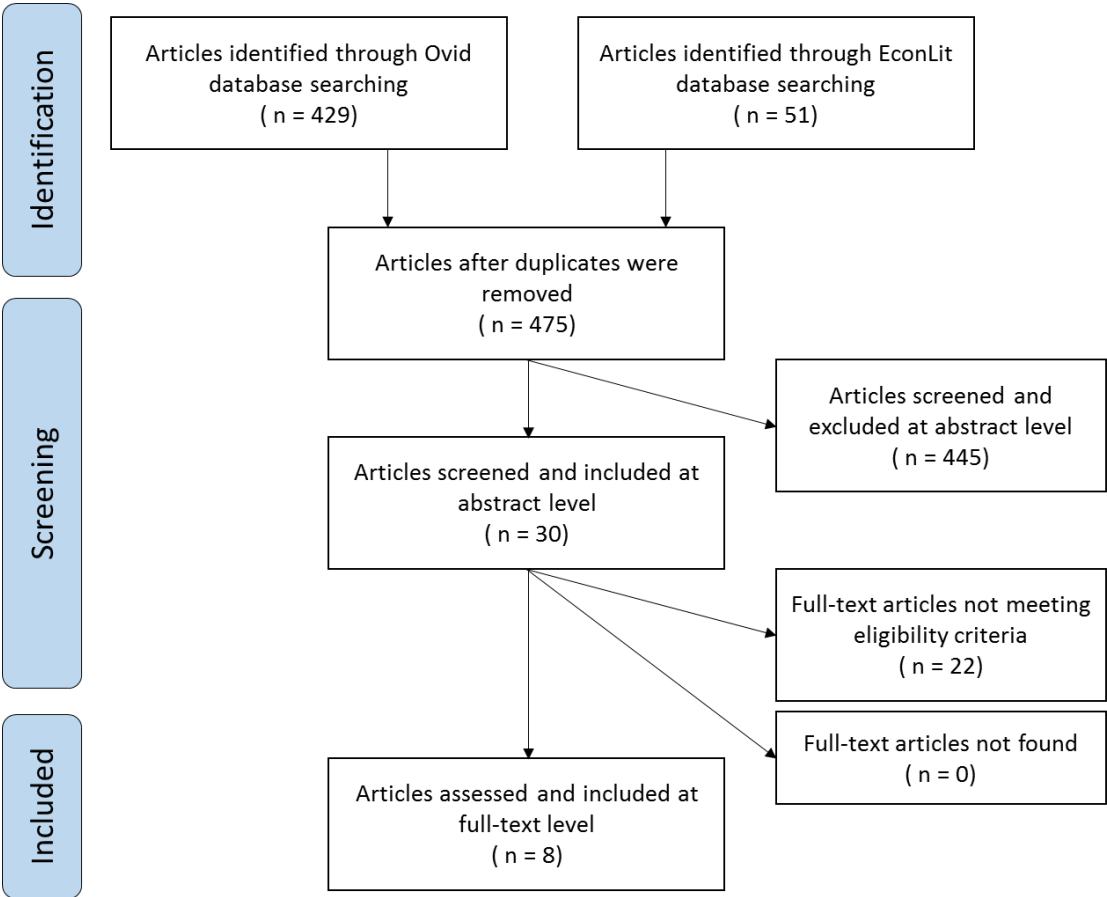 Identification
Articles identified through Ovid
database searching
( n = 429)
Articles identified through EconLit
database searching
( n = 51)
Articles after duplicates were
removed
( n = 475)
Screening
Articles screened and
excluded at abstract level
( n = 445)
Articles screened and included at
abstract level
( n = 30)
Full-text articles not meeting
eligibility criteria
( n = 22)
Full-text articles not found
( n = 0)
Included
Articles assessed and included at
full-text level
( n = 8)